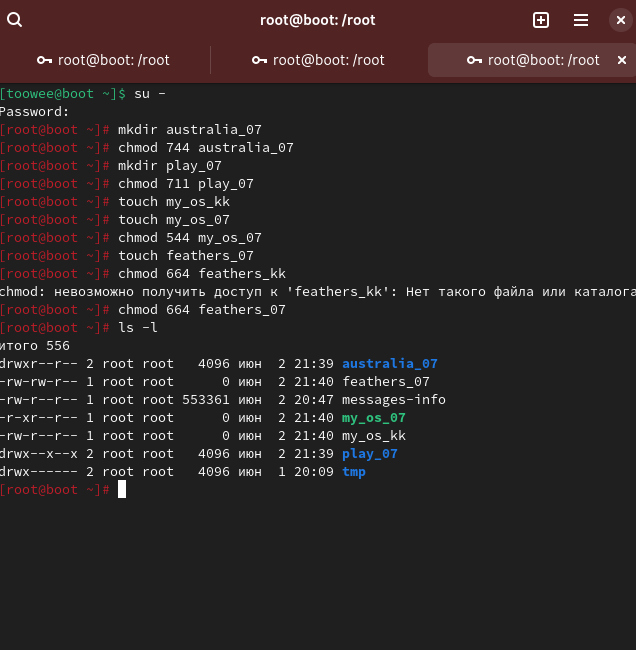 root@boot: /root
root@boot: /root root@boot: /root root@boot: /root
[toowee@boot ~]$ su -
Password:
[root@boot ~]# mkdir australia_07
[root@boot ~]# chmod 744 australia_07
[root@boot ~]# mkdir play_07
[root@boot ~]# chmod 711 play_07
[root@boot ~]# touch my_os_kk
[root@boot ~]# touch my_os_07
[root@boot ~]# chmod 544 my_os_07
[root@boot ~]# touch feathers_07
[root@boot ~]# chmod 664 feathers_kk
chmod: невозможно получить доступ к 'feathers_kk': Нет такого файла или каталога
[root@boot ~]# chmod 664 feathers_07
[root@boot ~]# ls -l
итого 556
drwxr--r-- 2 root root   4096 июн  2 21:39 australia_07
-rw-rw-r-- 1 root root      0 июн  2 21:40 feathers_07
-rw-r--r-- 1 root root 553361 июн  2 20:47 messages-info
-r-xr--r-- 1 root root      0 июн  2 21:40 my_os_07
-rw-r--r-- 1 root root      0 июн  2 21:40 my_os_kk
drwx--x--x 2 root root   4096 июн  2 21:39 play_07
drwx------ 2 root root   4096 июн  1 20:09 tmp
[root@boot ~]#